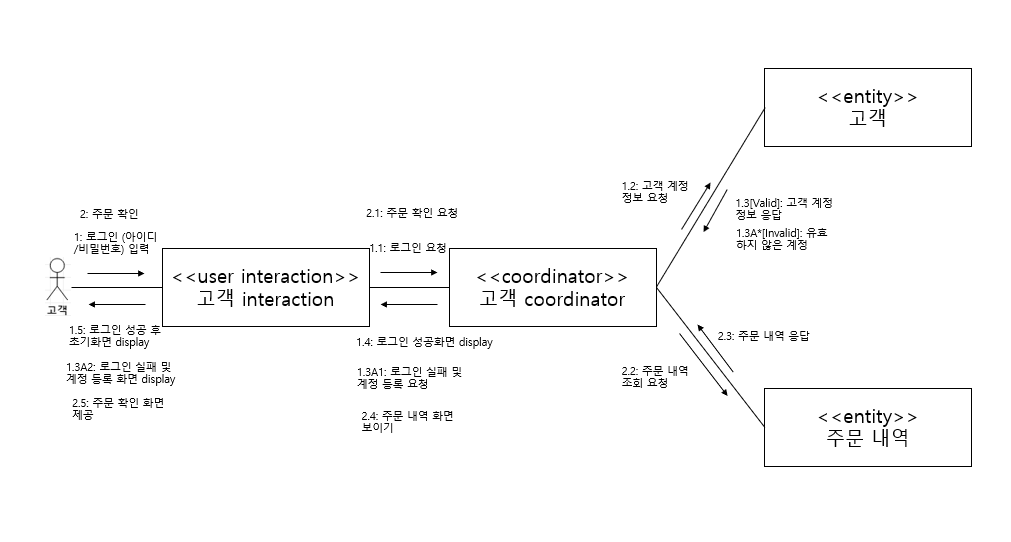 <<entity>>
고객
1.2: 고객 계정
정보 요청
1.3[Valid]: 고객 계정
정보 응답
1.3A*[Invalid]: 유효
하지 않은 계정
2: 주문 확인
1: 로그인 (아이디
/비밀번호) 입력
2.1: 주문 확인 요청
1.1: 로그인 요청
고객
<<user interaction>>
고객 interaction
<<coordinator>>
고객 coordinator
1.5: 로그인 성공 후
초기화면 display
1.3A2: 로그인 실패 및
계정 등록 화면 display
2.5: 주문 확인 화면
제공
1.4: 로그인 성공화면 display
1.3A1: 로그인 실패 및
계정 등록 요청
2.4: 주문 내역 화면
보이기
2.3: 주문 내역 응답
2.2: 주문 내역
조회 요청
<<entity>>
주문 내역